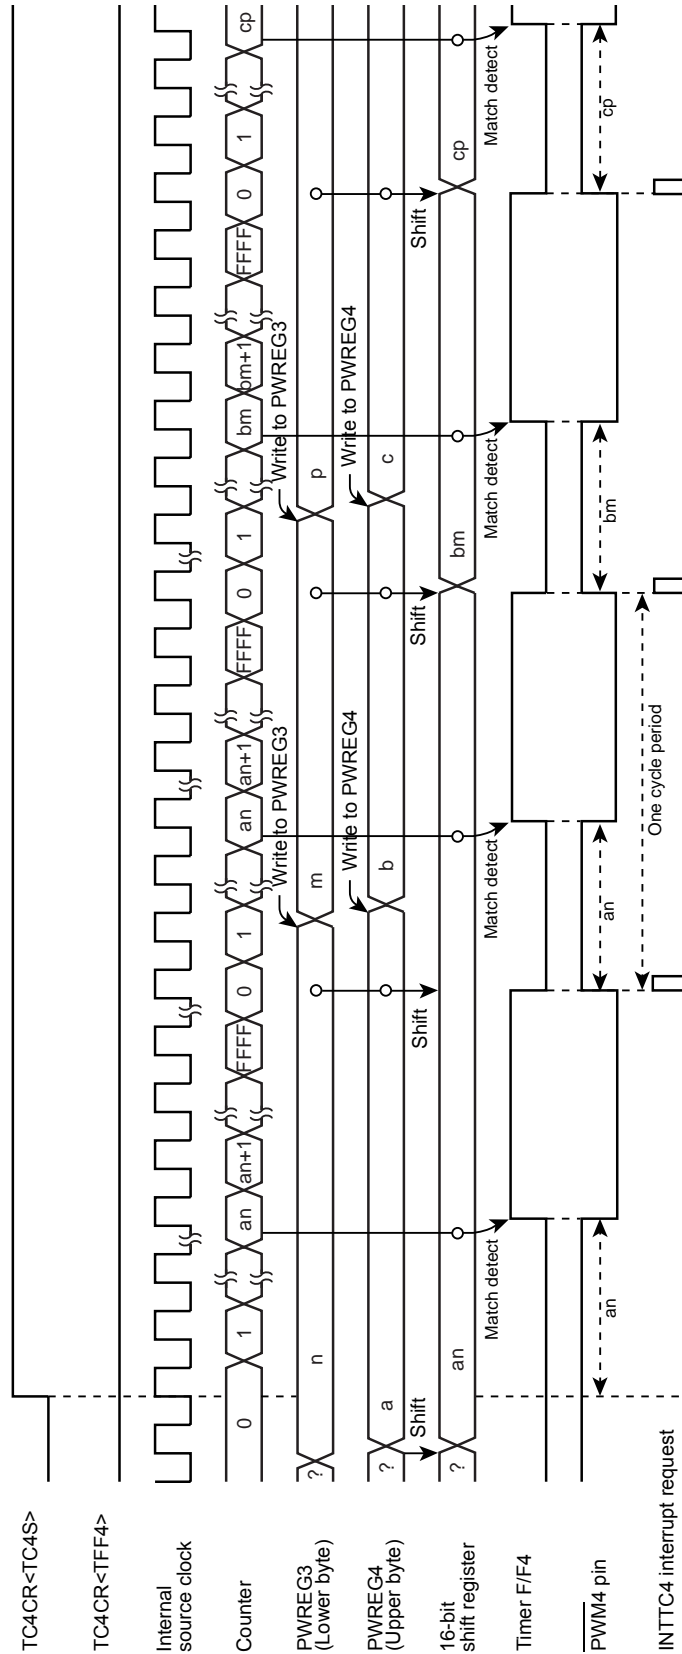 TC4CR<TC4S>
TC4CR<TFF4>
Internal
source clock
Counter
0 1 an an+1 FFFF 0 1 an an+1 FFFF 0 1 bm bm+1 FFFF 0 1 cp
Write to PWREG3
Write to PWREG3
PWREG3
(Lower byte)
? n m p
Write to PWREG4
Write to PWREG4
PWREG4
(Upper byte)
? a b c
Shift
Shift
Shift
Shift
16-bit
shift register
? an bm cp
Match detect
Match detect
Match detect
Match detect
Timer F/F4
PWM4 pin
an an bm cp
One cycle period
INTTC4 interrupt request